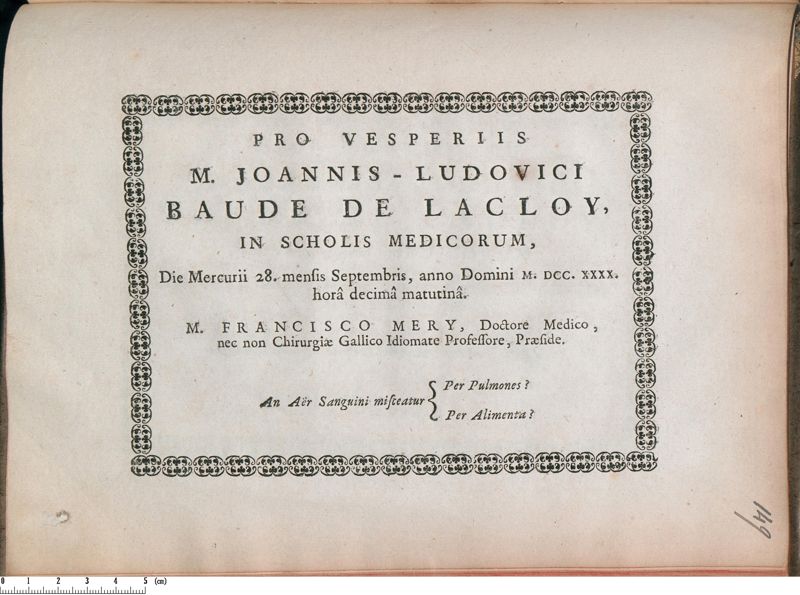 PRO VESPERIIS
M. JOANNIS-LUDOVICI
BAUDE DE LACLOY,
IN SCHOLIS MEDICORUM,
Die Mercurii 28. mensis Septembris, anno Domini M. DCC. XXXX.
horâ decimâ matutinâ.
M. FRANCISCO MERY, Doctore Medico,
nec non Chirurgiæ Gallico Idiomate Professore, Præside.
An Aër Sanguini misceatur { Per Pulmones?
Per Alimenta?
149
0 1 2 3 4 5 (cm)